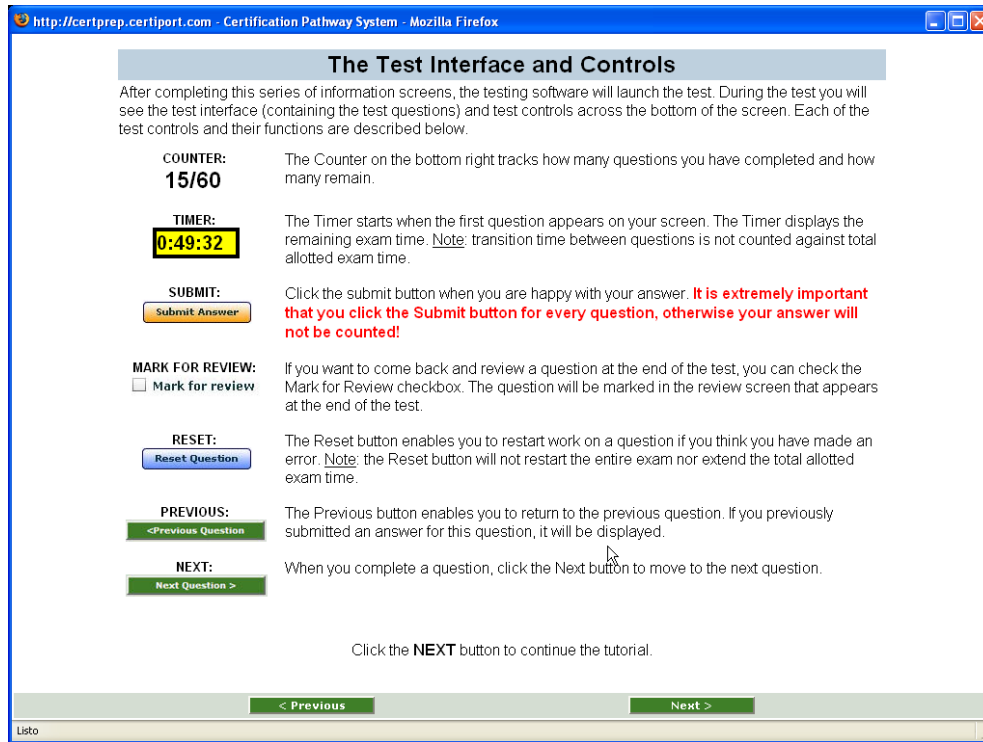 http://certprep.certiport.com - Certification Pathway System - Mozilla Firefox
The Test Interface and Controls
After completing this series of information screens, the testing software will launch the test. During the test you will
see the test interface (containing the test questions) and test controls across the bottom of the screen. Each of the
test controls and their functions are described below.
COUNTER:
15/60
The Counter on the bottom right tracks how many questions you have completed and how
many remain.
TIMER:
0:49:32
The Timer starts when the first question appears on your screen. The Timer displays the
remaining exam time. Note: transition time between questions is not counted against total
allotted exam time.
SUBMIT:
Submit Answer
Click the submit button when you are happy with your answer. It is extremely important
that you click the Submit button for every question, otherwise your answer will
not be counted!
MARK FOR REVIEW:
Mark for review
If you want to come back and review a question at the end of the test, you can check the
Mark for Review checkbox. The question will be marked in the review screen that appears
at the end of the test.
RESET:
Reset Question
The Reset button enables you to restart work on a question if you think you have made an
error. Note: the Reset button will not restart the entire exam nor extend the total allotted
exam time.
PREVIOUS:
<Previous Question
The Previous button enables you to return to the previous question. If you previously
submitted an answer for this question, it will be displayed.
NEXT:
Next Question >
When you complete a question, click the Next button to move to the next question.
Click the NEXT button to continue the tutorial.
< Previous
Next >
Listo